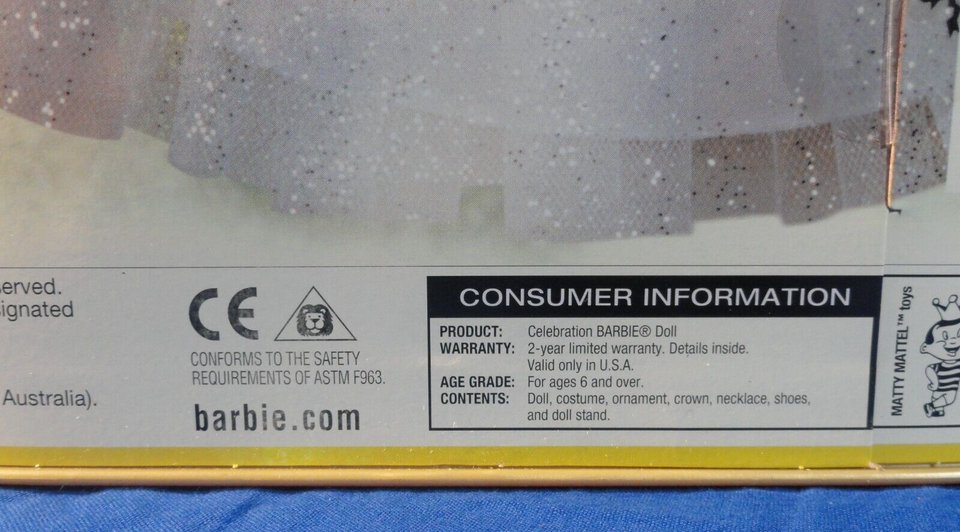 served.
signated
Australia).
CE
CONFORMS TO THE SAFETY
REQUIREMENTS OF ASTM F963.
barbie.com
CONSUMER INFORMATION
PRODUCT: Celebration BARBIE® Doll
WARRANTY: 2-year limited warranty. Details inside.
Valid only in U.S.A.
AGE GRADE: For ages 6 and over.
CONTENTS: Doll, costume, ornament, crown, necklace, shoes,
and doll stand.
MATTY MATTEL™ toys